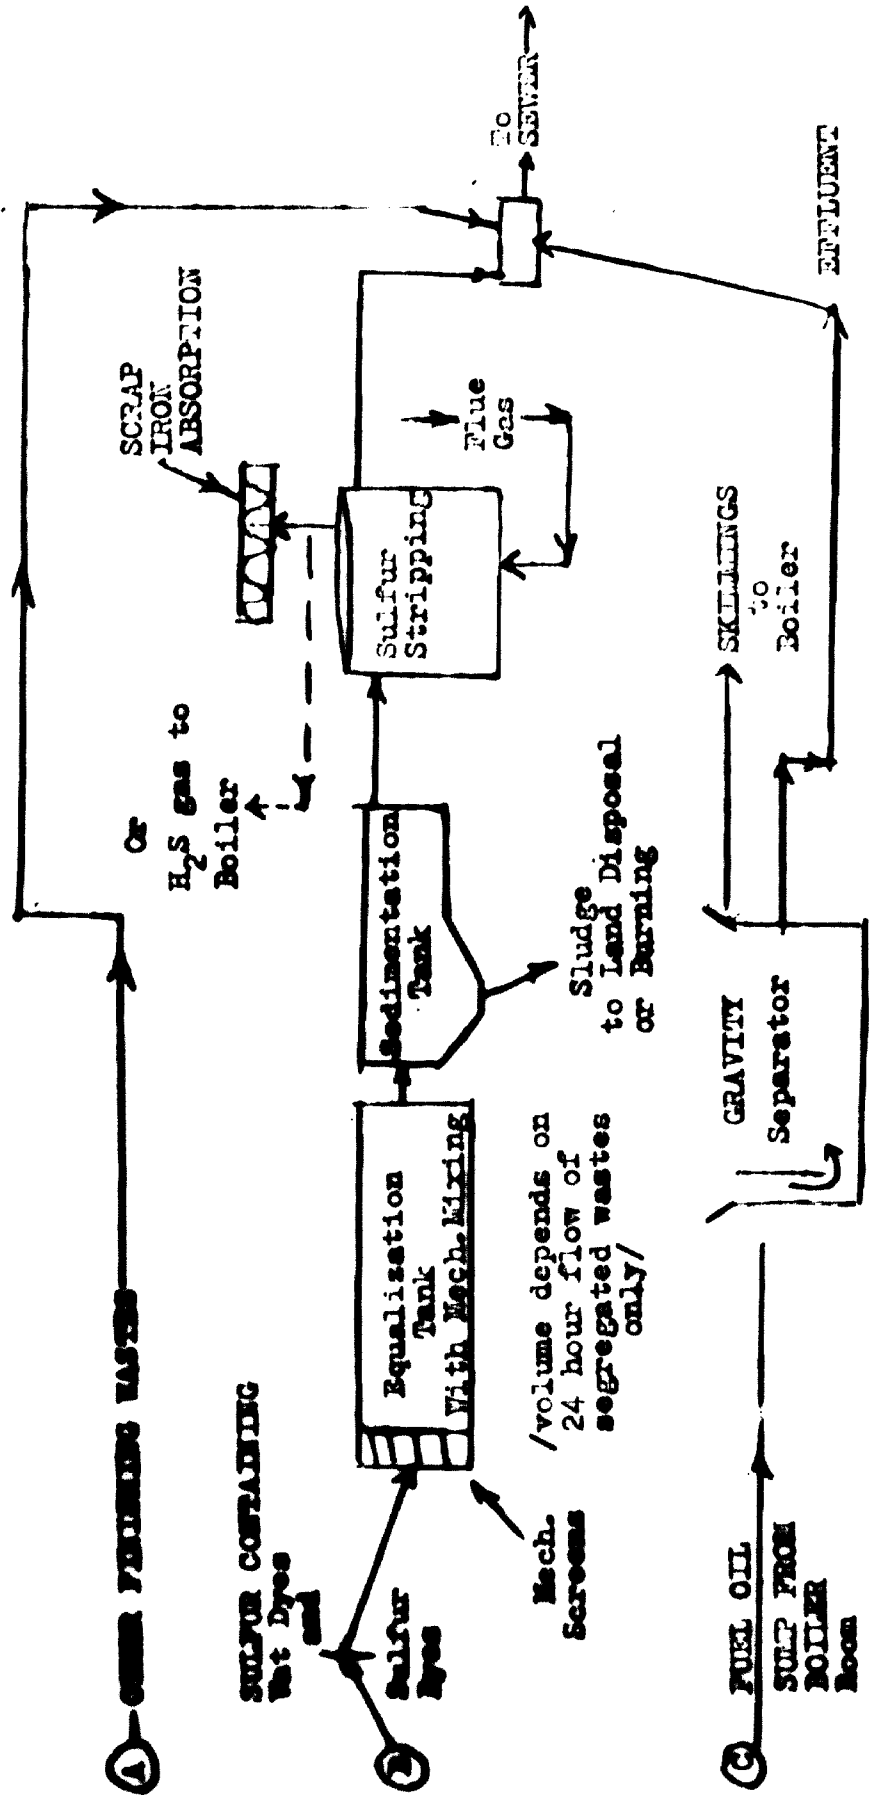 A
OTHER FINISHING WASTES
B
SULFUR CONTAINING
Vat Dyes
and
Sulfur
Dyes
Mech.
Screens
Equalization
Tank
With Mech. Mixing
/volume depends on
24 hour flow of
segregated wastes
only/
Sedimentation
Tank
Sludge
to Land Disposal
or Burning
Or
H2S gas to
Boiler
SCRAP
IRON
ABSORPTION
Sulfur
Stripping
Flue
Gas
To
SEWER
C
FUEL OIL
SUMP FROM
BOILER
Room
GRAVITY
Separator
SKIMMINGS
to
Boiler
EFFLUENT